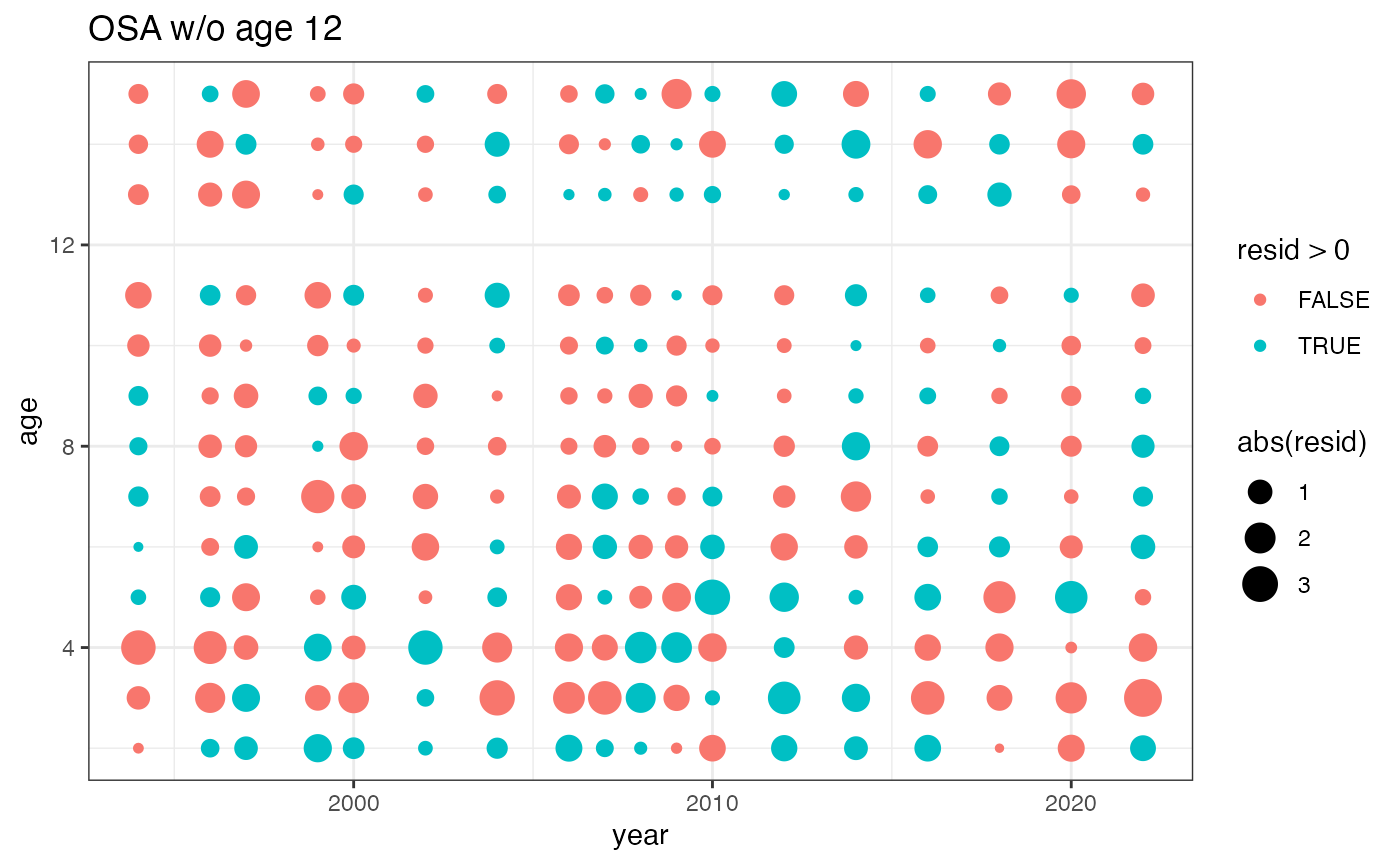 OSA w/o age 12
12
8
4
age
2000 2010 2020
year
resid > 0
FALSE
TRUE
abs(resid)
1
2
3